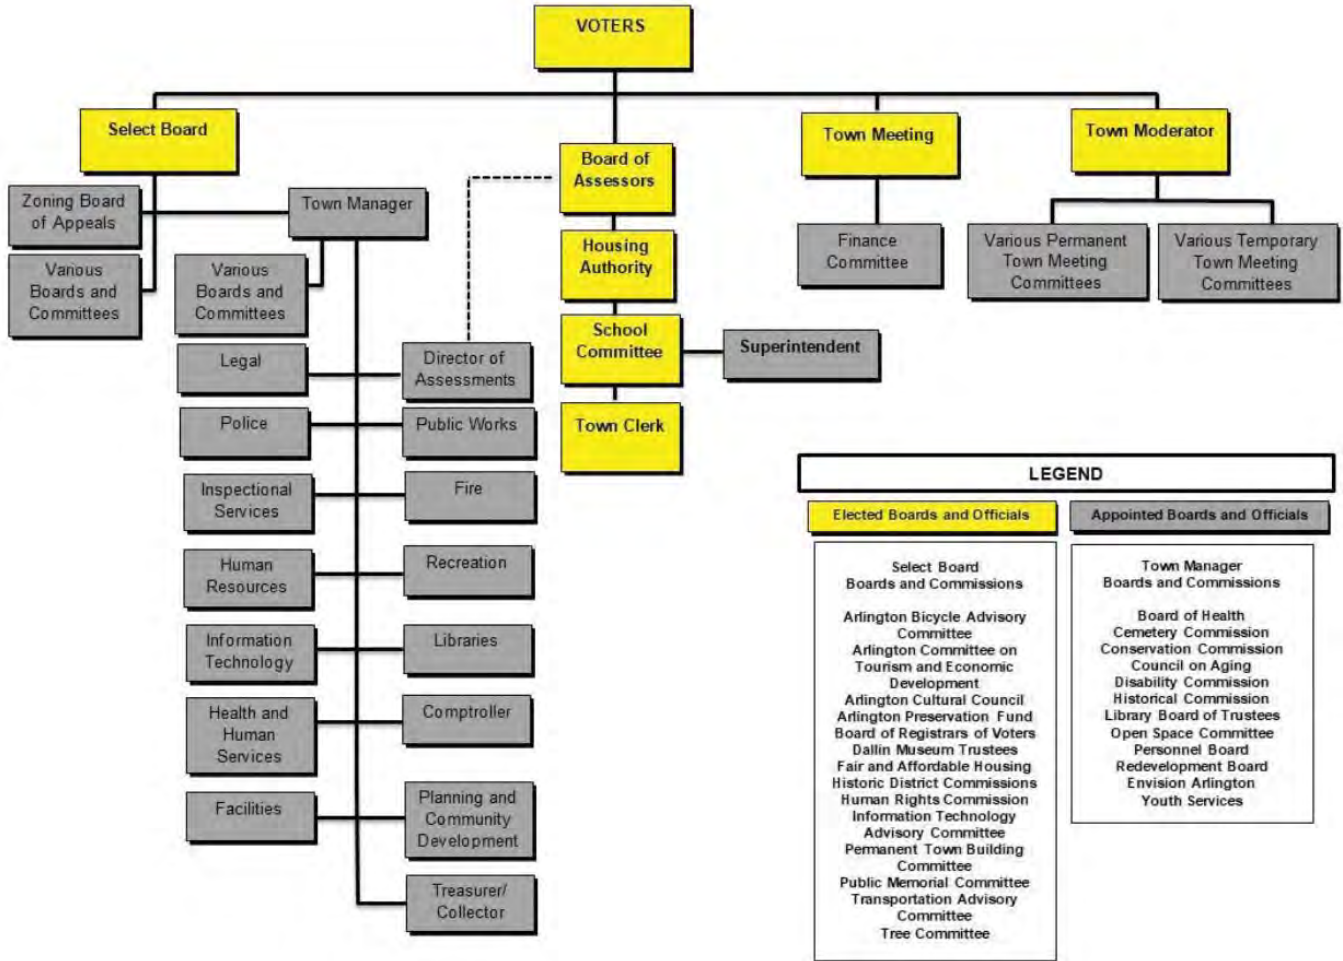 VOTERS
Select Board
Board of
Assessors
Town Meeting
Town Moderator
Zoning Board
of Appeals
Town Manager
Various
Boards and
Committees
Various
Boards and
Committees
Housing
Authority
Finance
Committee
Various Permanent
Town Meeting
Committees
Various Temporary
Town Meeting
Committees
School
Committee
Superintendent
Town Clerk
Legal
Director of
Assessments
Police
Public Works
Inspectional
Services
Fire
Human
Resources
Recreation
Information
Technology
Libraries
Health and
Human
Services
Comptroller
Facilities
Planning and
Community
Development
Treasurer/
Collector
LEGEND
Elected Boards and Officials
Select Board
Boards and Commissions
Arlington Bicycle Advisory
Committee
Arlington Committee on
Tourism and Economic
Development
Arlington Cultural Council
Arlington Preservation Fund
Board of Registrars of Voters
Dallin Museum Trustees
Fair and Affordable Housing
Historic District Commissions
Human Rights Commission
Information Technology
Advisory Committee
Permanent Town Building
Committee
Public Memorial Committee
Transportation Advisory
Committee
Tree Committee
Appointed Boards and Officials
Town Manager
Boards and Commissions
Board of Health
Cemetery Commission
Conservation Commission
Council on Aging
Disability Commission
Historical Commission
Library Board of Trustees
Open Space Committee
Personnel Board
Redevelopment Board
Envision Arlington
Youth Services